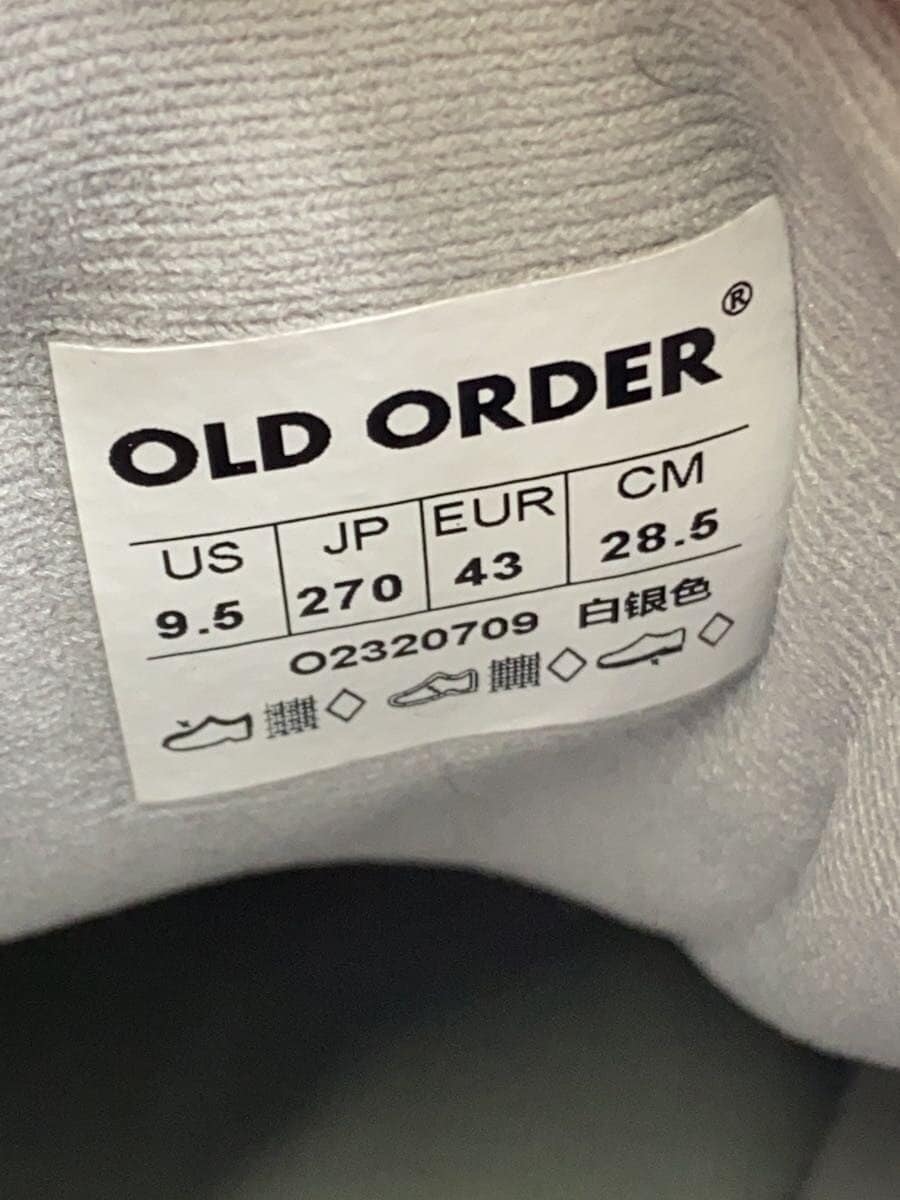 OLD ORDER®
US JP EUR CM
9.5 270 43 28.5
O2320709 白银色